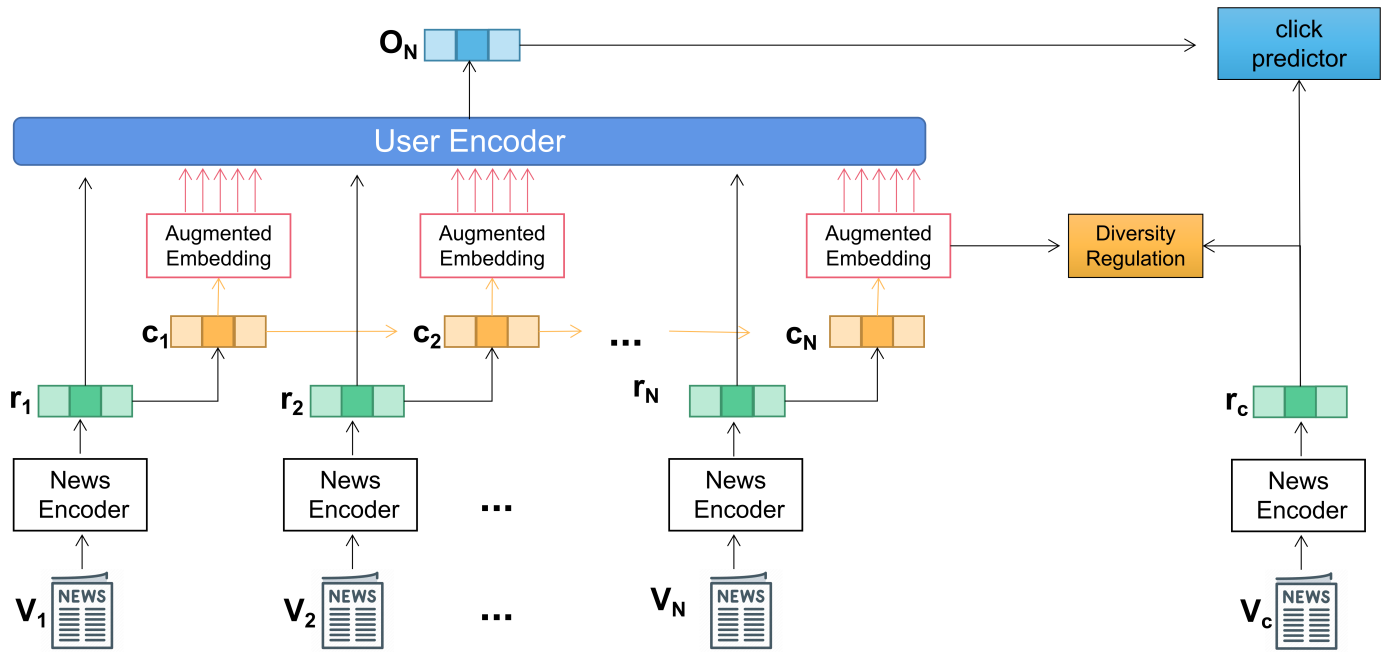 O_N
click
predictor
User Encoder
Augmented
Embedding
Augmented
Embedding
Augmented
Embedding
Diversity
Regulation
c_1
c_2
...
c_N
r_1
r_2
r_N
r_c
News
Encoder
News
Encoder
...
News
Encoder
News
Encoder
V_1
NEWS
V_2
NEWS
...
V_N
NEWS
V_c
NEWS